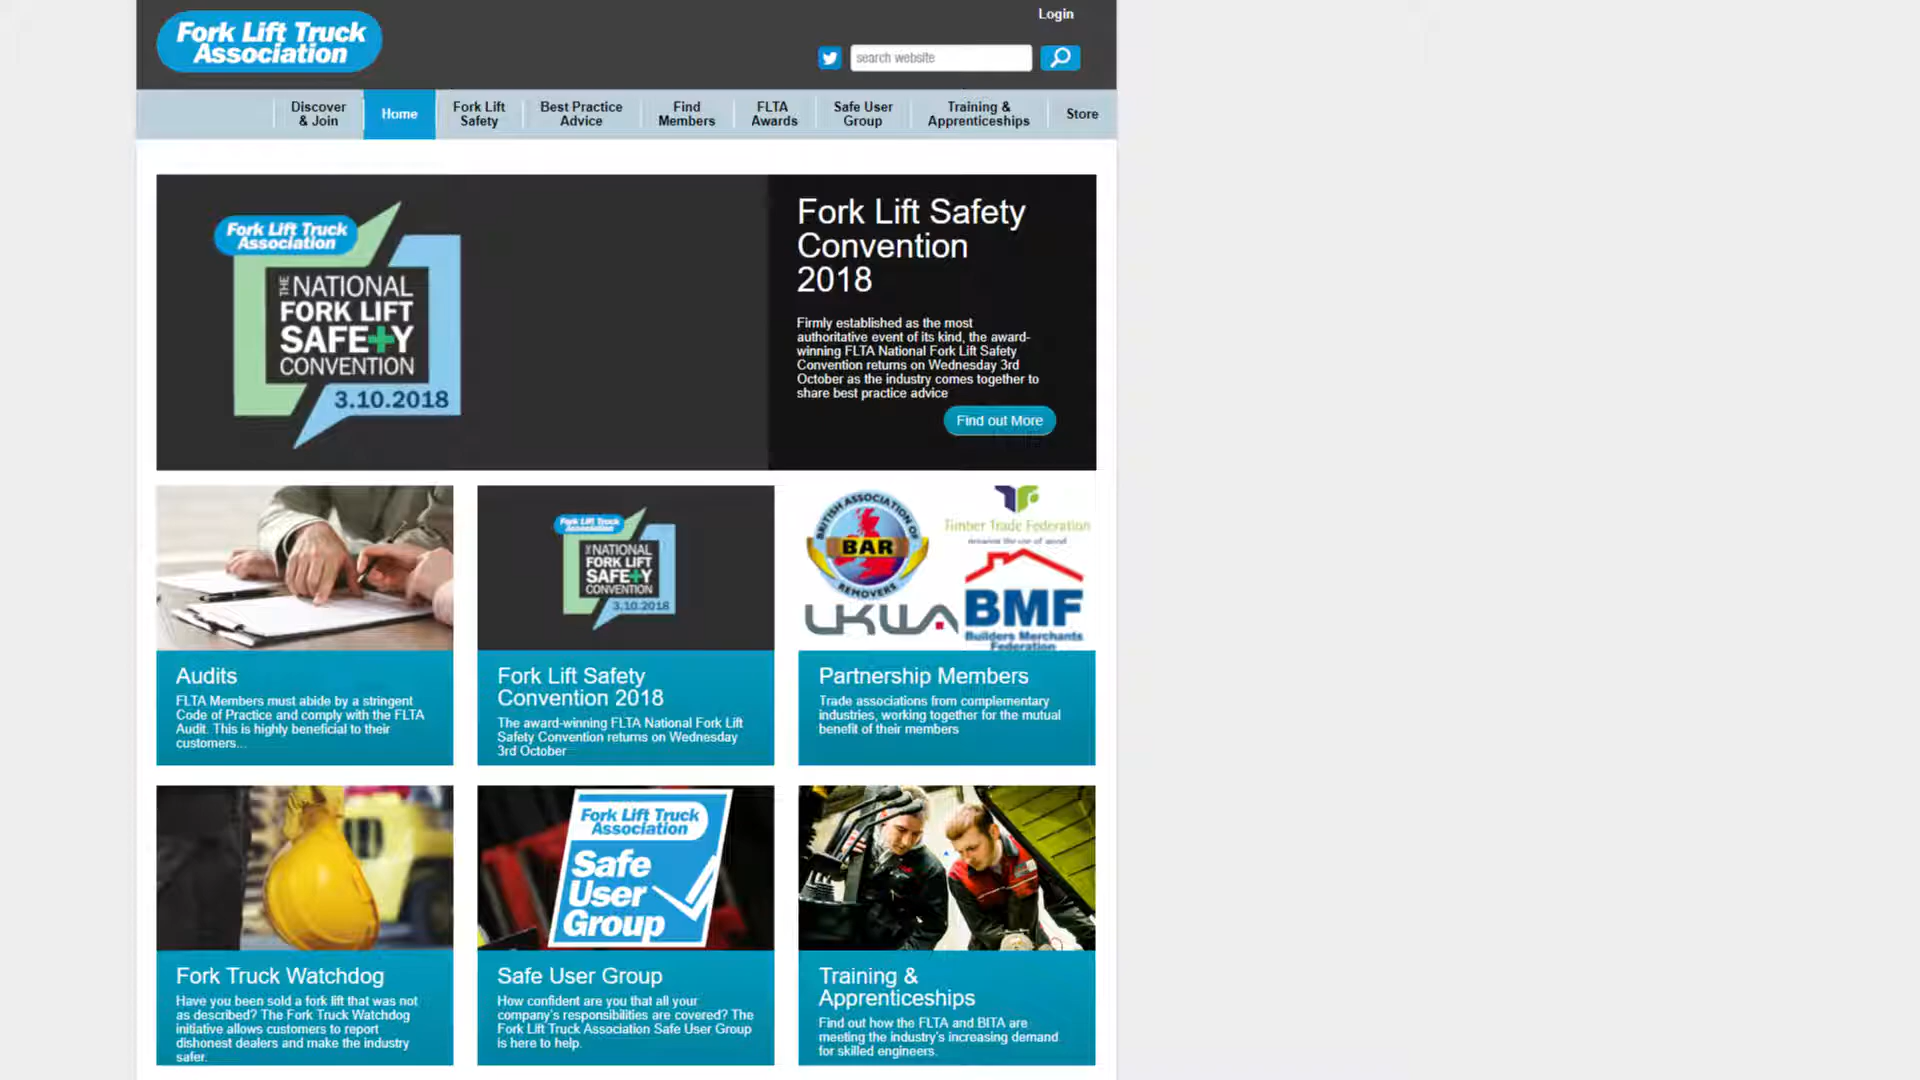 Fork Lift Truck
Association
Login
search website
Discover
& Join
Home
Fork Lift
Safety
Best Practice
Advice
Find
Members
FLTA
Awards
Safe User
Group
Training &
Apprenticeships
Store
Fork Lift Truck
Association
THE NATIONAL
FORK LIFT
SAFE+Y
CONVENTION
3.10.2018
Fork Lift Safety
Convention
2018
Firmly established as the most
authoritative event of its kind, the award-
winning FLTA National Fork Lift Safety
Convention returns on Wednesday 3rd
October as the industry comes together to
share best practice advice
Find out More
Fork Lift Truck
Association
THE NATIONAL
FORK LIFT
SAFE+Y
CONVENTION
3.10.2018
BRITISH ASSOCIATION OF
BAR
REMOVERS
Timber Trade Federation
UKWA
BMF
Builders Merchants
Federation
Audits
FLTA Members must abide by a stringent
Code of Practice and comply with the FLTA
Audit. This is highly beneficial to their
customers...
Fork Lift Safety
Convention 2018
The award-winning FLTA National Fork Lift
Safety Convention returns on Wednesday
3rd October
Partnership Members
Trade associations from complementary
industries, working together for the mutual
benefit of their members
Fork Lift Truck
Association
Safe
User
Group
Fork Truck Watchdog
Have you been sold a fork lift that was not
as described? The Fork Truck Watchdog
initiative allows customers to report
dishonest dealers and make the industry
safer.
Safe User Group
How confident are you that all your
company's responsibilities are covered? The
Fork Lift Truck Association Safe User Group
is here to help.
Training &
Apprenticeships
Find out how the FLTA and BITA are
meeting the industry's increasing demand
for skilled engineers.